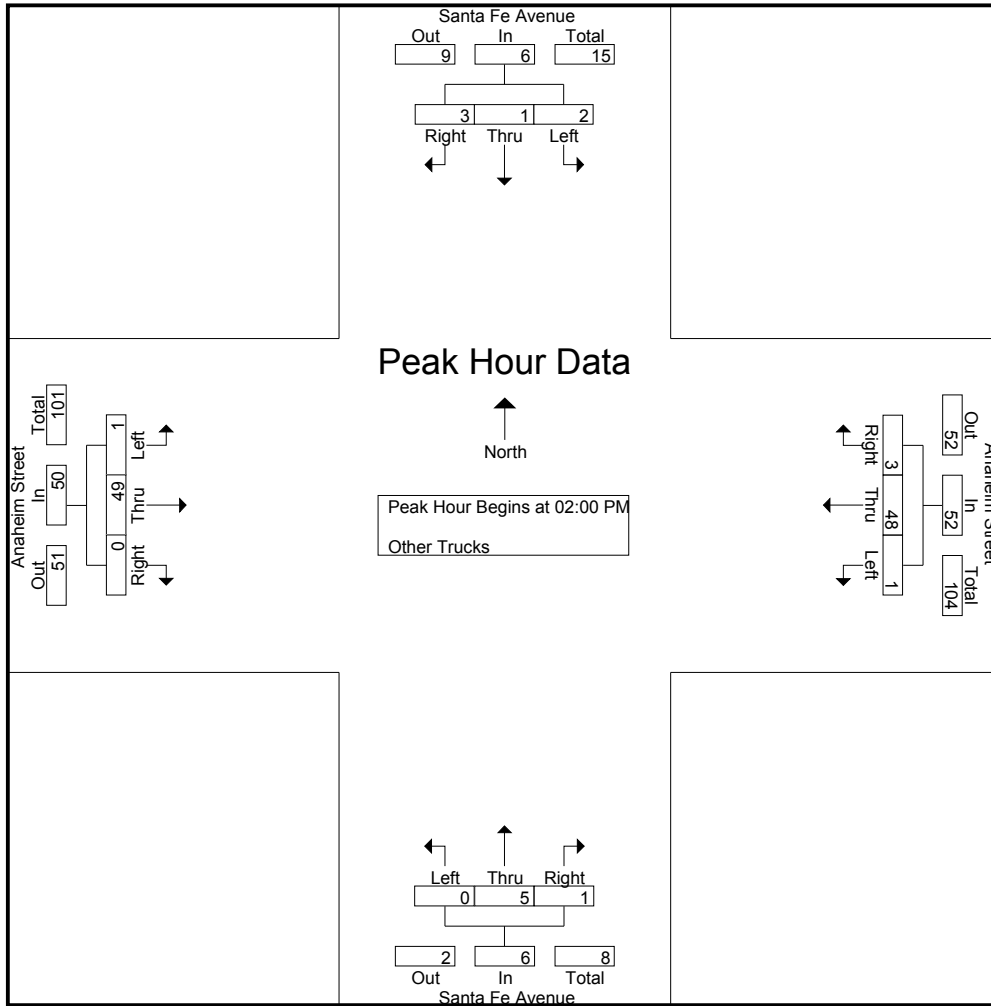 Santa Fe Avenue
Out In Total
9 6 15
3 1 2
Right Thru Left
Peak Hour Data
North
Peak Hour Begins at 02:00 PM
Other Trucks
Anaheim Street
Total In Out
101 50 51
1 49 0
Left Thru Right
Anaheim Street
Out In Total
52 52 104
3 48 1
Right Thru Left
Left Thru Right
0 5 1
2 6 8
Out In Total
Santa Fe Avenue